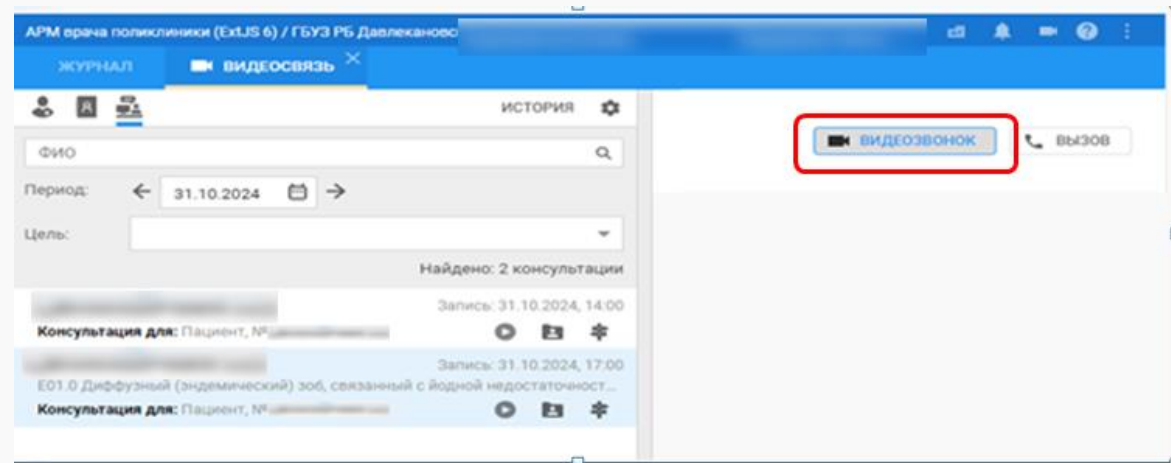 АРМ врача поликлиники (ExtJS 6) / ГБУЗ РБ Давлекановс
ЖУРНАЛ ВИДЕОСВЯЗЬ
ИСТОРИЯ
ВИДЕОЗВОНОК ВЫЗОВ
ФИО
Период: 31.10.2024
Цель:
Найдено: 2 консультации
Запись: 31.10.2024, 14:00
Консультация для: Пациент, №
Запись: 31.10.2024, 17:00
E01.0 Диффузный (эндемический) зоб, связанный с йодной недостаточност...
Консультация для: Пациент, №